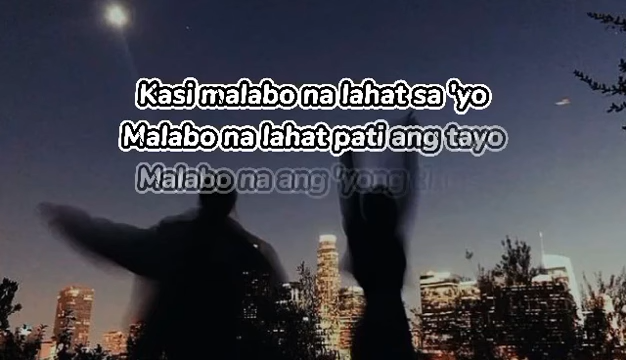 Kasi malabo na lahat sa 'yo
Malabo na lahat pati ang tayo
Malabo na ang 'yong